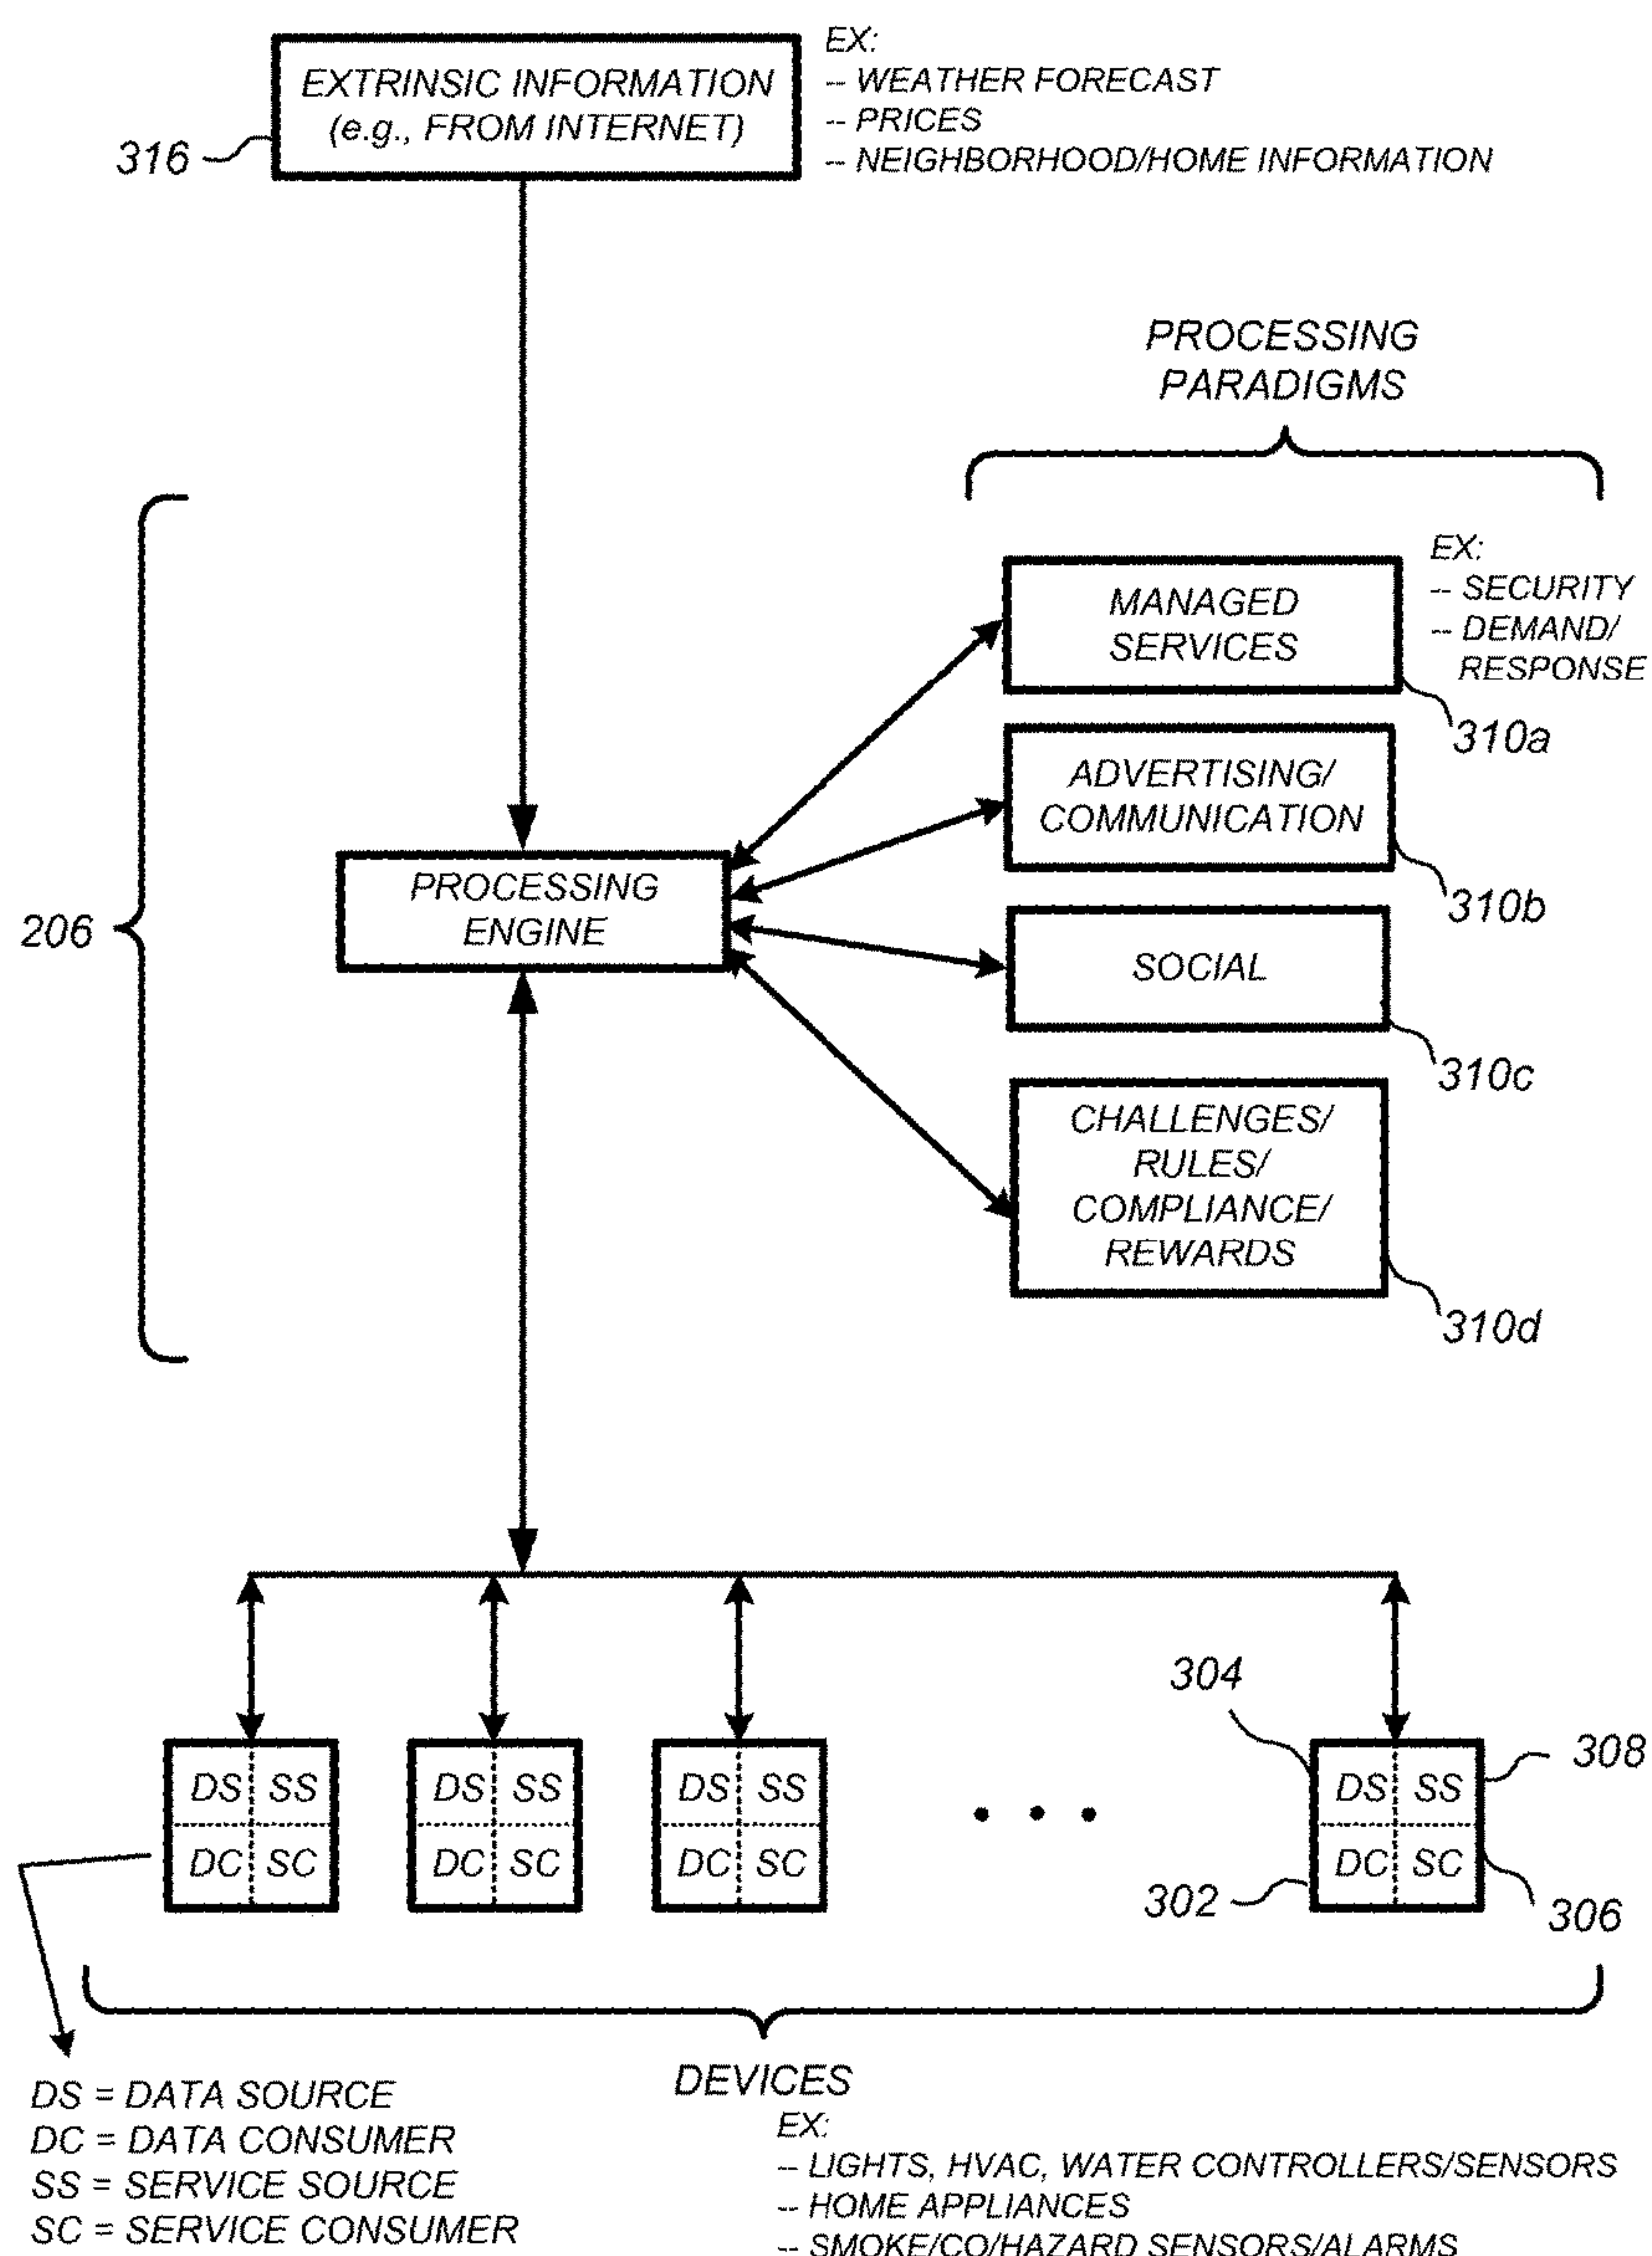 EXTRINSIC INFORMATION
(e.g., FROM INTERNET)
316
EX:
-- WEATHER FORECAST
-- PRICES
-- NEIGHBORHOOD/HOME INFORMATION
PROCESSING
PARADIGMS
MANAGED
SERVICES
EX:
-- SECURITY
-- DEMAND/
RESPONSE
310a
ADVERTISING/
COMMUNICATION
310b
PROCESSING
ENGINE
206
SOCIAL
310c
CHALLENGES/
RULES/
COMPLIANCE/
REWARDS
310d
304
308
DS SS
DC SC
DS SS
DC SC
DS SS
DC SC
• • •
DS SS
DC SC
302
306
DS = DATA SOURCE
DC = DATA CONSUMER
SS = SERVICE SOURCE
SC = SERVICE CONSUMER
DEVICES
EX:
-- LIGHTS, HVAC, WATER CONTROLLERS/SENSORS
-- HOME APPLIANCES
-- SMOKE/CO/HAZARD SENSORS/ALARMS